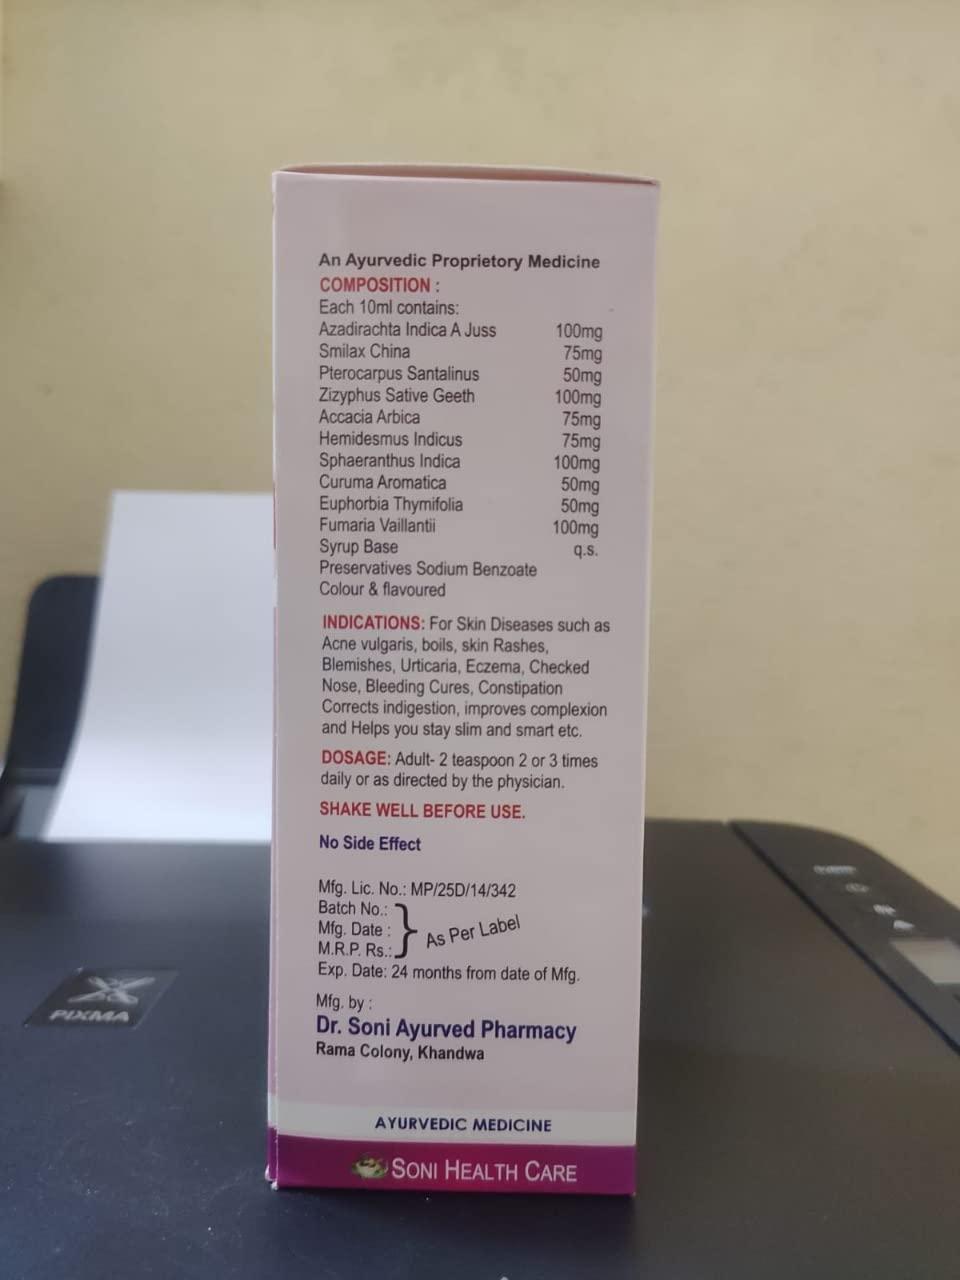 An Ayurvedic Proprietory Medicine
COMPOSITION :
Each 10ml contains:
Azadirachta Indica A Juss 100mg
Smilax China 75mg
Pterocarpus Santalinus 50mg
Zizyphus Sative Geeth 100mg
Accacia Arbica 75mg
Hemidesmus Indicus 75mg
Sphaeranthus Indica 100mg
Curuma Aromatica 50mg
Euphorbia Thymifolia 50mg
Fumaria Vaillantii 100mg
Syrup Base q.s.
Preservatives Sodium Benzoate
Colour & flavoured
INDICATIONS: For Skin Diseases such as
Acne vulgaris, boils, skin Rashes,
Blemishes, Urticaria, Eczema, Checked
Nose, Bleeding Cures, Constipation
Corrects indigestion, improves complexion
and Helps you stay slim and smart etc.
DOSAGE: Adult- 2 teaspoon 2 or 3 times
daily or as directed by the physician.
SHAKE WELL BEFORE USE.
No Side Effect
Mfg. Lic. No.: MP/25D/14/342
Batch No.:
Mfg. Date :
M.R.P. Rs.:
As Per Label
Exp. Date: 24 months from date of Mfg.
Mfg. by :
Dr. Soni Ayurved Pharmacy
Rama Colony, Khandwa
AYURVEDIC MEDICINE
SONI HEALTH CARE
PIXMA